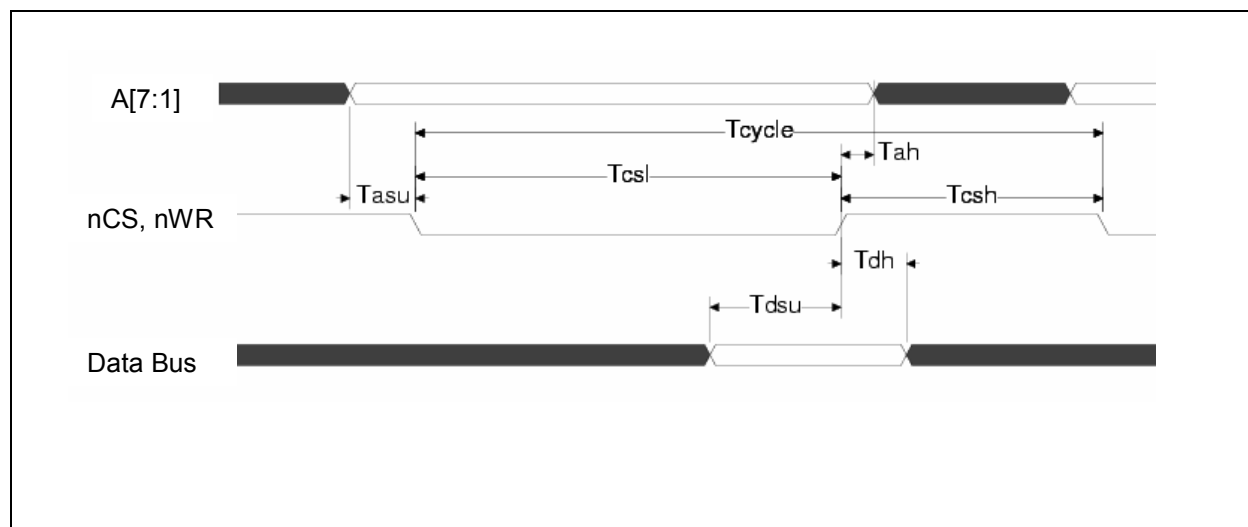 A[7:1]
Tcycle
Tah
Tcsl
Tasu
Tcsh
nCS, nWR
Tdh
Tdsu
Data Bus